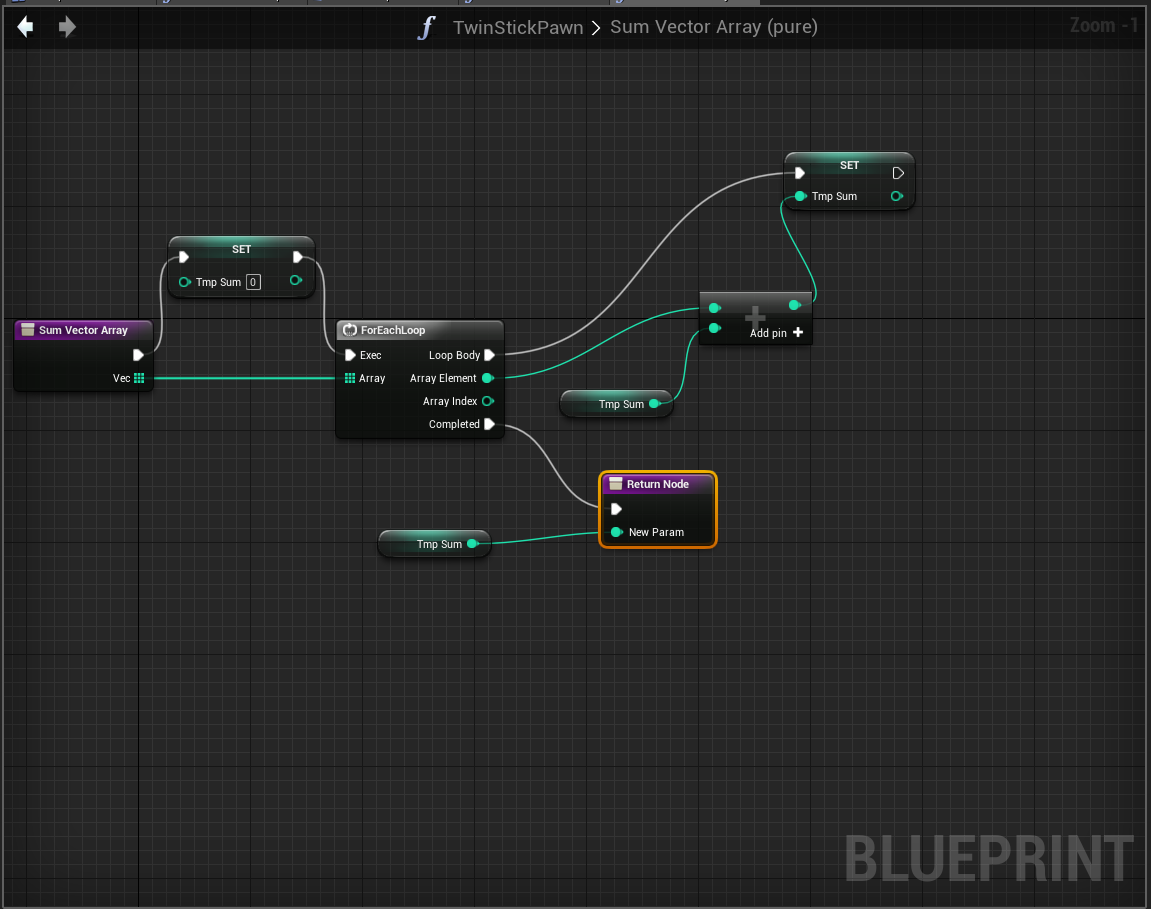 TwinStickPawn > Sum Vector Array (pure)
Zoom -1
SET
Tmp Sum
SET
Tmp Sum 0
Sum Vector Array
Vec
ForEachLoop
Exec Loop Body
Array Array Element
Array Index
Completed
Add pin +
Tmp Sum
Return Node
New Param
Tmp Sum
BLUEPRINT